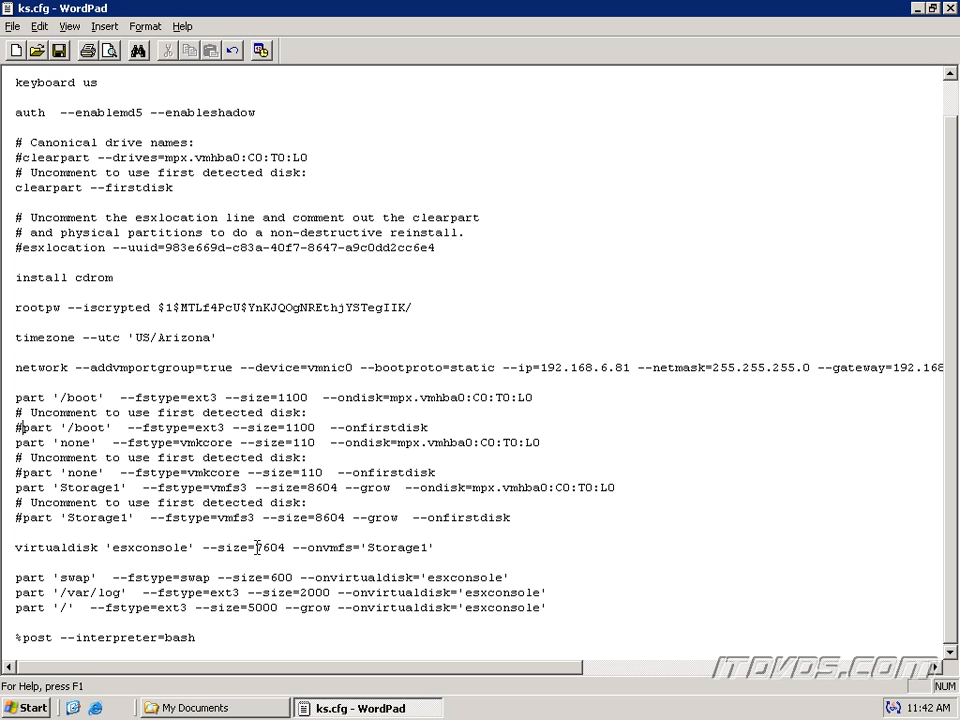 ks.cfg - WordPad
File Edit View Insert Format Help
keyboard us
auth  --enablemd5 --enableshadow
# Canonical drive names:
#clearpart --drives=mpx.vmhba0:C0:T0:L0
# Uncomment to use first detected disk:
clearpart --firstdisk
# Uncomment the esxlocation line and comment out the clearpart
# and physical partitions to do a non-destructive reinstall.
#esxlocation --uuid=983e669d-c83a-40f7-8647-a9c0dd2cc6e4
install cdrom
rootpw --iscrypted $1$MTLf4PcU$YnKJQOgNREthjYSTegIIK/
timezone --utc 'US/Arizona'
network --addvmportgroup=true --device=vmnic0 --bootproto=static --ip=192.168.6.81 --netmask=255.255.255.0 --gateway=192.168
part '/boot'  --fstype=ext3 --size=1100  --ondisk=mpx.vmhba0:C0:T0:L0
# Uncomment to use first detected disk:
#part '/boot'  --fstype=ext3 --size=1100  --onfirstdisk
part 'none'  --fstype=vmkcore --size=110  --ondisk=mpx.vmhba0:C0:T0:L0
# Uncomment to use first detected disk:
#part 'none'  --fstype=vmkcore --size=110  --onfirstdisk
part 'Storage1'  --fstype=vmfs3 --size=8604 --grow  --ondisk=mpx.vmhba0:C0:T0:L0
# Uncomment to use first detected disk:
#part 'Storage1'  --fstype=vmfs3 --size=8604 --grow  --onfirstdisk
virtualdisk 'esxconsole' --size=7604 --onvmfs='Storage1'
part 'swap'  --fstype=swap --size=600 --onvirtualdisk='esxconsole'
part '/var/log'  --fstype=ext3 --size=2000 --onvirtualdisk='esxconsole'
part '/'  --fstype=ext3 --size=5000 --grow --onvirtualdisk='esxconsole'
%post --interpreter=bash
ITDVDS.COM
For Help, press F1
NUM
Start
My Documents
ks.cfg - WordPad
11:42 AM